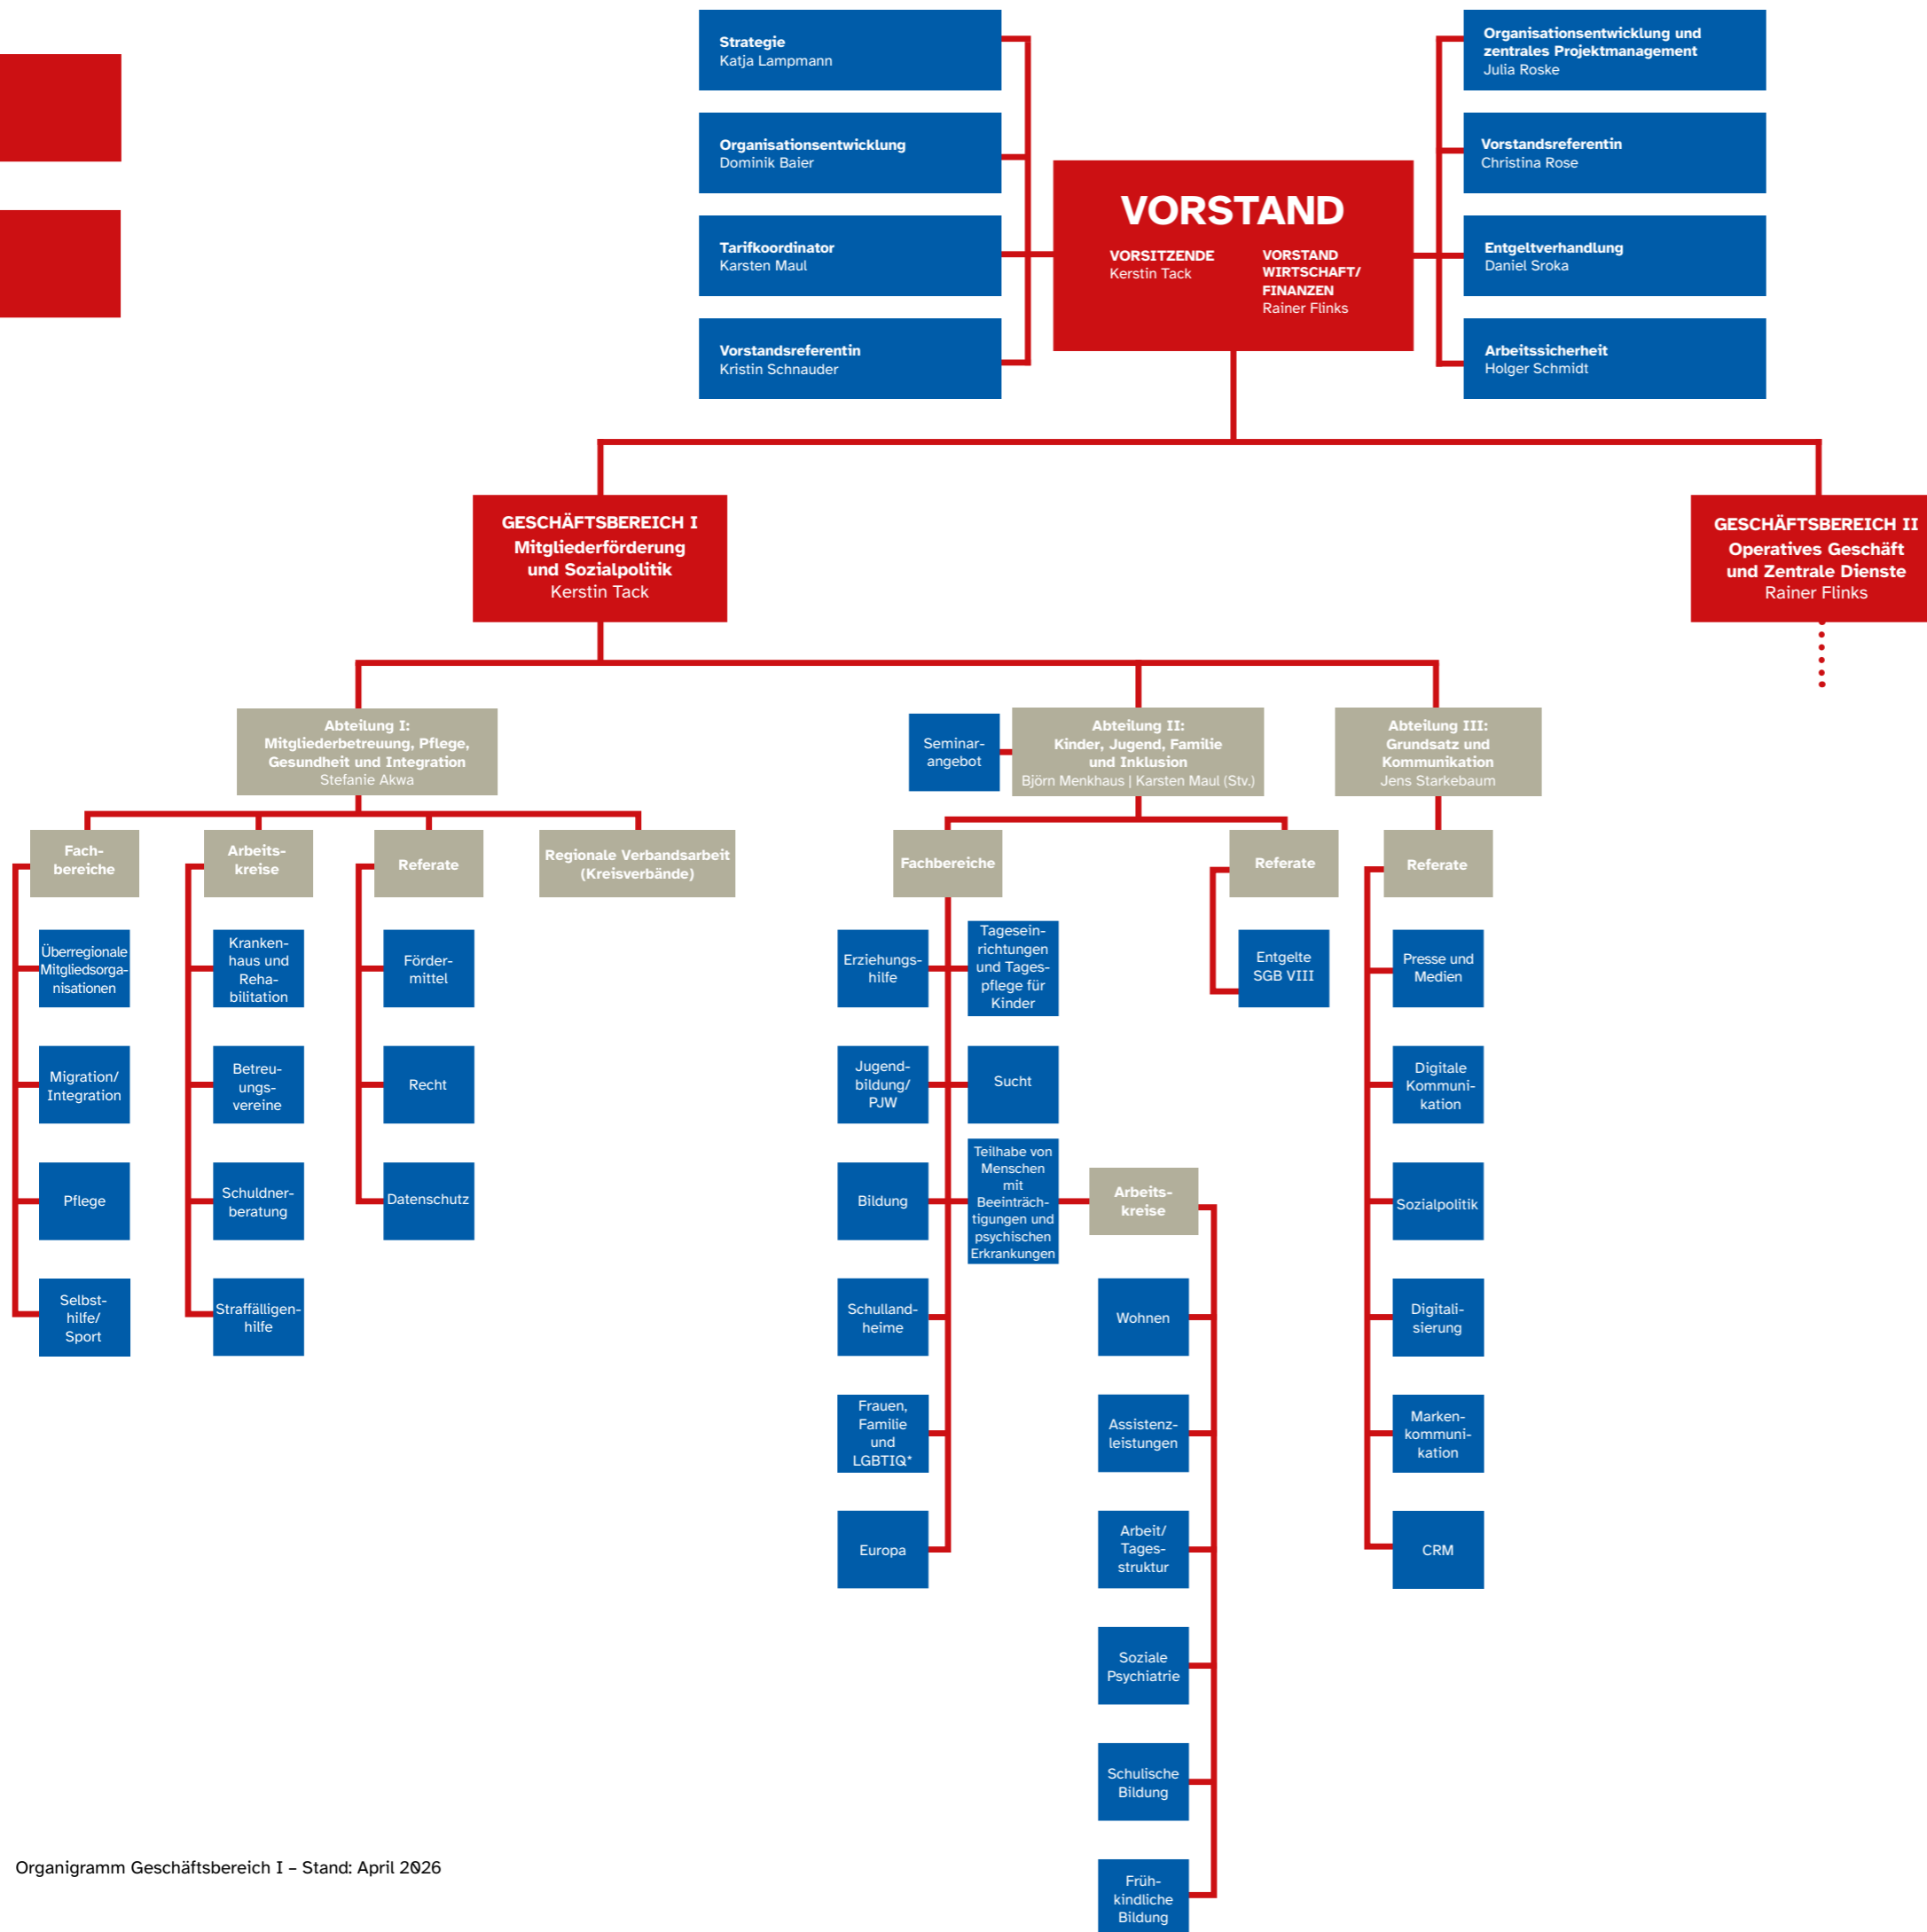 Strategie
Katja Lampmann
Organisationsentwicklung
Dominik Baier
Tarifkoordinator
Karsten Maul
Vorstandsreferentin
Kristin Schnauder
VORSTAND
VORSITZENDE
Kerstin Tack
VORSTAND
WIRTSCHAFT/
FINANZEN
Rainer Flinks
Organisationsentwicklung und
zentrales Projektmanagement
Julia Roske
Vorstandsreferentin
Christina Rose
Entgeltverhandlung
Daniel Sroka
Arbeitssicherheit
Holger Schmidt
GESCHÄFTSBEREICH I
Mitgliederförderung
und Sozialpolitik
Kerstin Tack
GESCHÄFTSBEREICH II
Operatives Geschäft
und Zentrale Dienste
Rainer Flinks
Abteilung I:
Mitgliederbetreuung, Pflege,
Gesundheit und Integration
Stefanie Akwa
Seminar-
angebot
Abteilung II:
Kinder, Jugend, Familie
und Inklusion
Björn Menkhaus | Karsten Maul (Stv.)
Abteilung III:
Grundsatz und
Kommunikation
Jens Starkebaum
Fach-
bereiche
Arbeits-
kreise
Referate
Regionale Verbandsarbeit
(Kreisverbände)
Fachbereiche
Referate
Referate
Überregionale
Mitgliedsorga-
nisationen
Migration/
Integration
Pflege
Selbst-
hilfe/
Sport
Kranken-
haus und
Reha-
bilitation
Betreu-
ungs-
vereine
Schuldner-
beratung
Straffälligen-
hilfe
Förder-
mittel
Recht
Datenschutz
Erziehungs-
hilfe
Jugend-
bildung/
PJW
Bildung
Schulland-
heime
Frauen,
Familie
und
LGBTIQ*
Europa
Tagesein-
richtungen
und Tages-
pflege für
Kinder
Sucht
Teilhabe von
Menschen
mit
Beeinträch-
tigungen und
psychischen
Erkrankungen
Arbeits-
kreise
Wohnen
Assistenz-
leistungen
Arbeit/
Tages-
struktur
Soziale
Psychiatrie
Schulische
Bildung
Früh-
kindliche
Bildung
Entgelte
SGB VIII
Presse und
Medien
Digitale
Kommuni-
kation
Sozialpolitik
Digitali-
sierung
Marken-
kommuni-
kation
CRM
Organigramm Geschäftsbereich I – Stand: April 2026